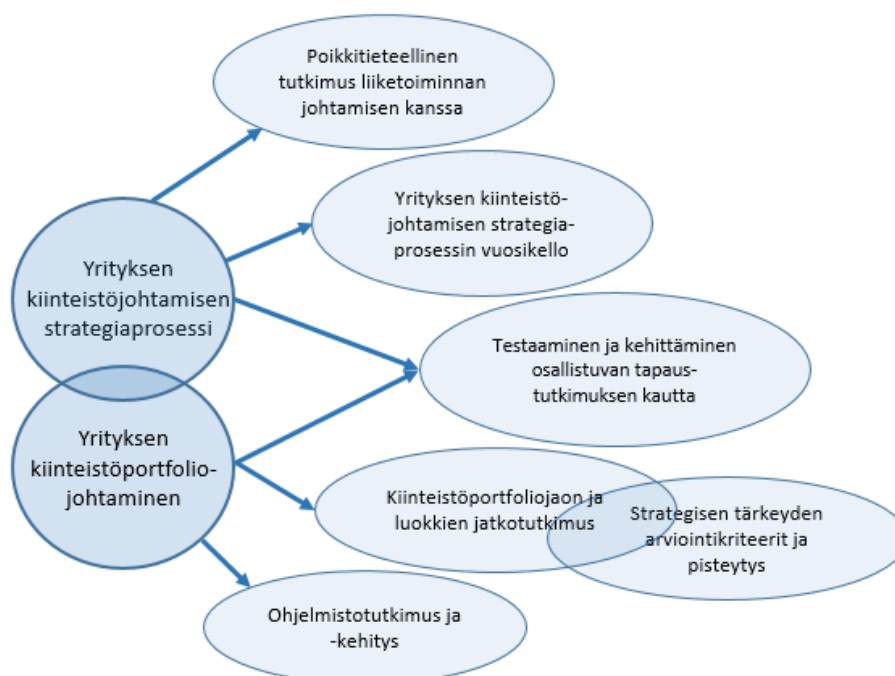 Poikkitieteellinen
tutkimus liiketoiminnan
johtamisen kanssa
Yrityksen kiinteistö-
johtamisen strategia-
prosessin vuosikello
Yrityksen
kiinteistöjohtamisen
strategiaprosessi
Testaaminen ja kehittäminen
osallistuvan tapaus-
tutkimuksen kautta
Yrityksen
kiinteistöportfolio-
johtaminen
Kiinteistöportfoliojaon ja
luokkien jatkotutkimus
Strategisen tärkeyden
arviointikriteerit ja
pisteytys
Ohjelmistotutkimus ja
-kehitys